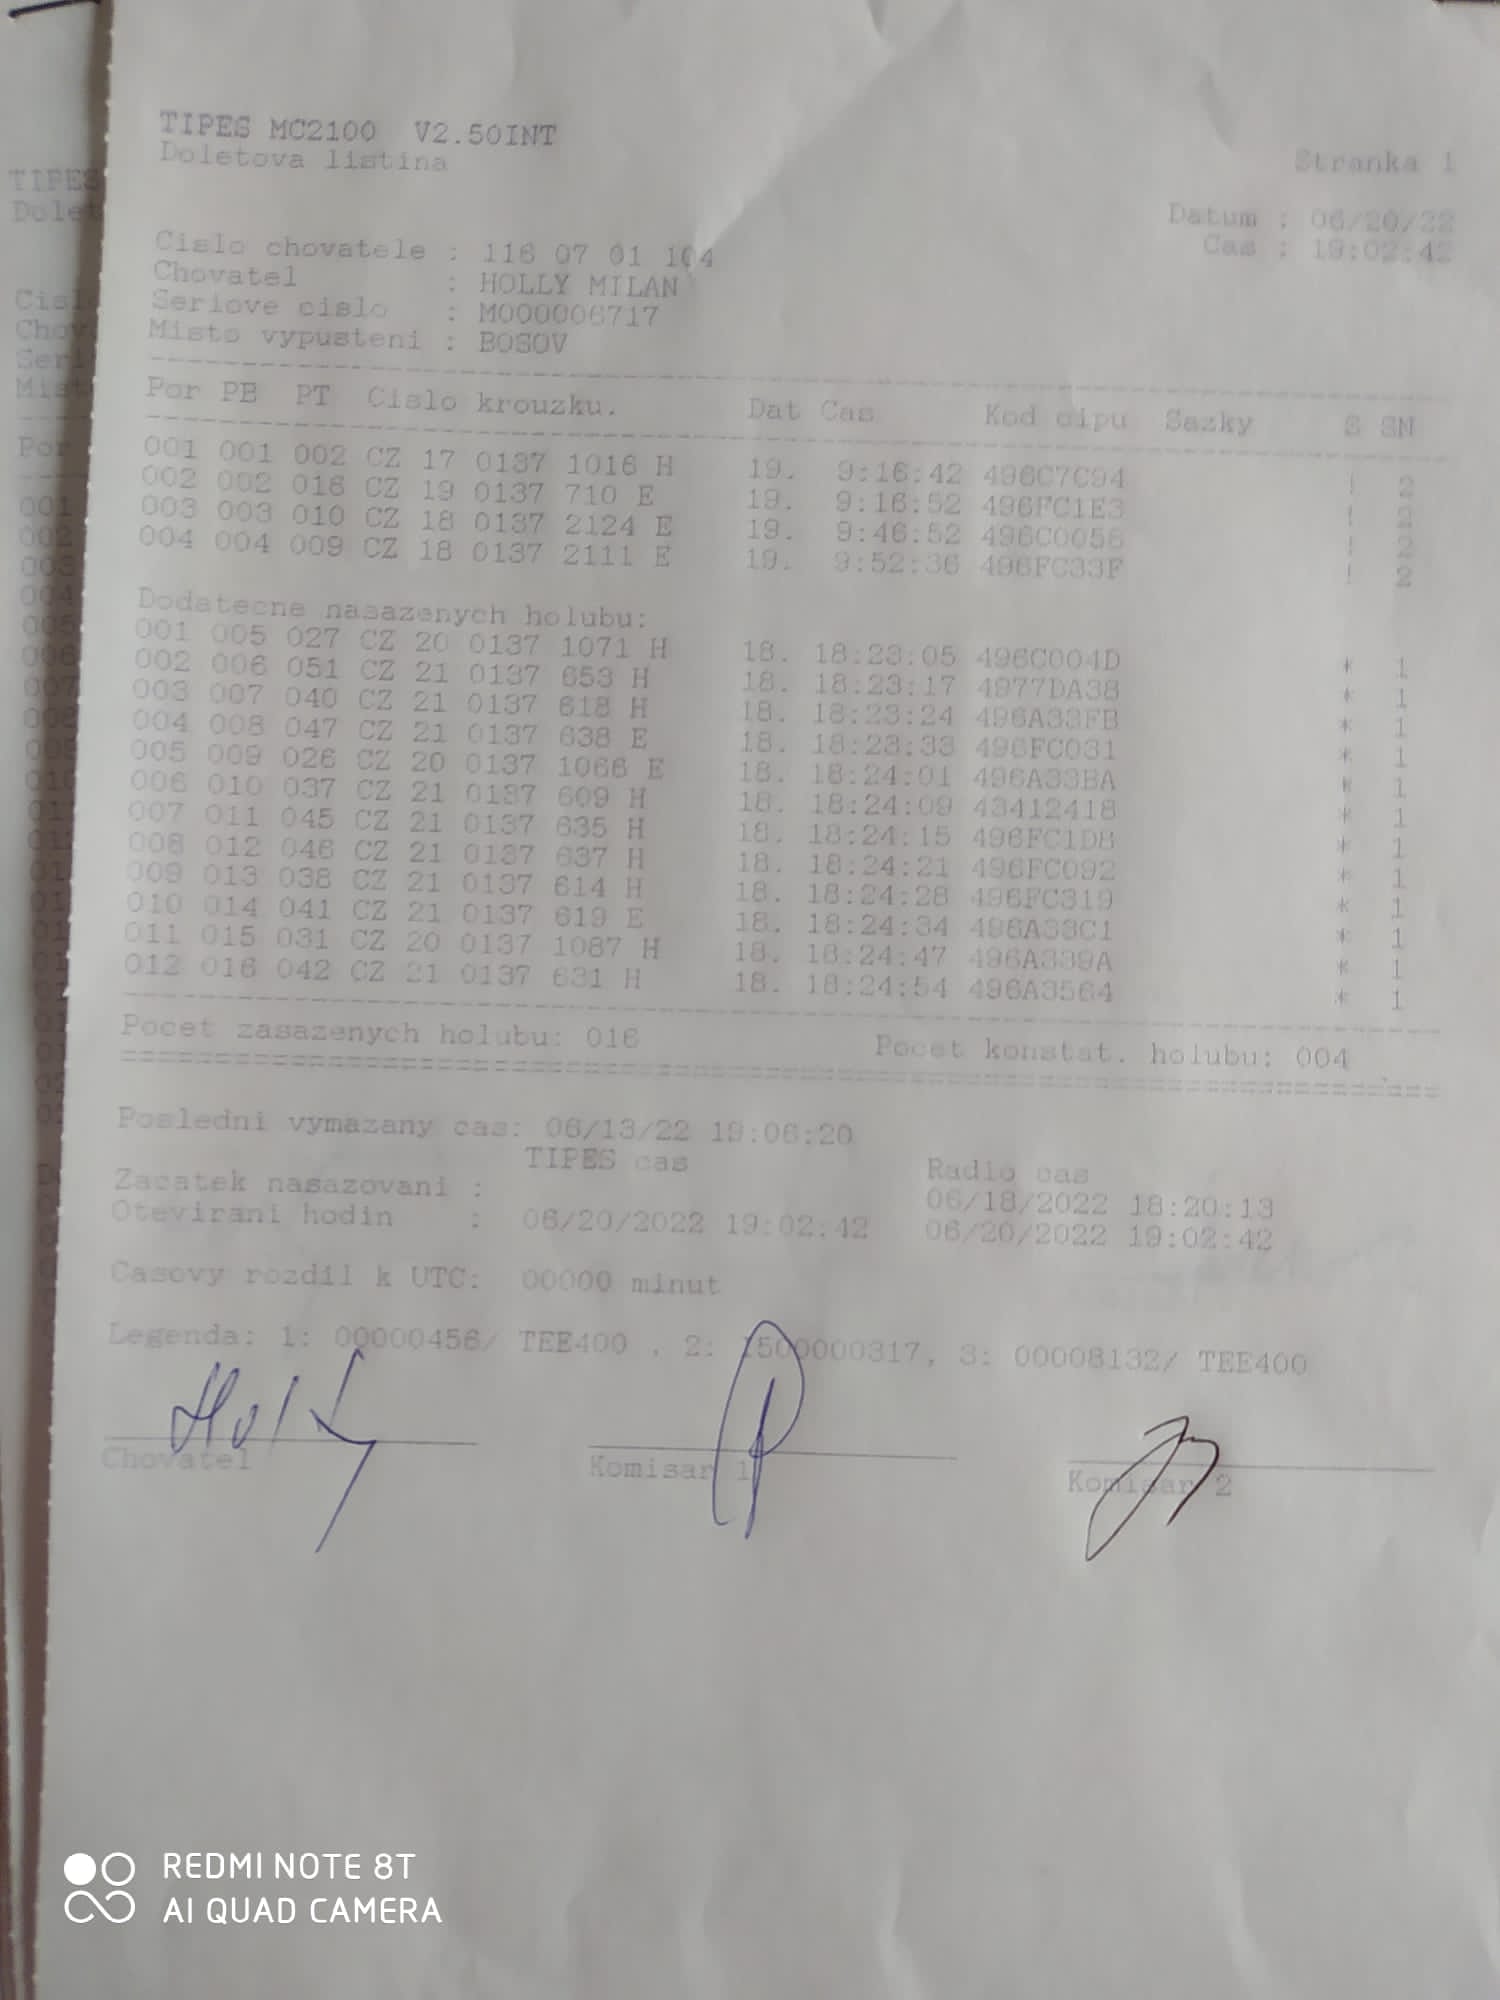 TIPES MC2100 V2.50INT
Doletova listina
Stranka 1
Datum : 06/20/22
Cas : 19:02:42
Cislo chovatele : 116 07 01 104
Chovatel : HOLLY MILAN
Seriove cislo : M000006717
Misto vypusteni : BOSOV
Por PB PT Cislo krouzku. Dat Cas Kod cipu Sazky S SN
001 001 002 CZ 17 0137 1016 H 19. 9:16:42 496C7C94 ! 2
002 002 016 CZ 19 0137 710 E 19. 9:16:52 496FC1E3 ! 2
003 003 010 CZ 18 0137 2124 E 19. 9:46:52 496C0056 ! 2
004 004 009 CZ 18 0137 2111 E 19. 9:52:36 496FC33F ! 2
Dodatecne nasazenych holubu:
001 005 027 CZ 20 0137 1071 H 18. 18:23:05 496C004D * 1
002 006 051 CZ 21 0137 653 H 18. 18:23:17 4977DA38 * 1
003 007 040 CZ 21 0137 618 H 18. 18:23:24 496A33FB * 1
004 008 047 CZ 21 0137 638 E 18. 18:23:33 496FC031 * 1
005 009 026 CZ 20 0137 1066 E 18. 18:24:01 496A33BA * 1
006 010 037 CZ 21 0137 609 H 18. 18:24:09 43412418 * 1
007 011 045 CZ 21 0137 635 H 18. 18:24:15 496FC1D8 * 1
008 012 046 CZ 21 0137 637 H 18. 18:24:21 496FC092 * 1
009 013 038 CZ 21 0137 614 H 18. 18:24:28 496FC319 * 1
010 014 041 CZ 21 0137 619 E 18. 18:24:34 496A33C1 * 1
011 015 031 CZ 20 0137 1087 H 18. 18:24:47 496A339A * 1
012 016 042 CZ 21 0137 631 H 18. 18:24:54 496A3564 * 1
Pocet zasazenych holubu: 016 Pocet konstat. holubu: 004
Posledni vymazany cas: 06/13/22 19:06:20
TIPES cas Radio cas
Zacatek nasazovani : 06/18/2022 18:20:13
Otevirani hodin : 06/20/2022 19:02:42 06/20/2022 19:02:42
Casovy rozdil k UTC: 00000 minut
Legenda: 1: 00000456/ TEE400 , 2: 1500000317, 3: 00008132/ TEE400
Holly
Chovatel Komisar 1 Komisar 2
REDMI NOTE 8T
AI QUAD CAMERA